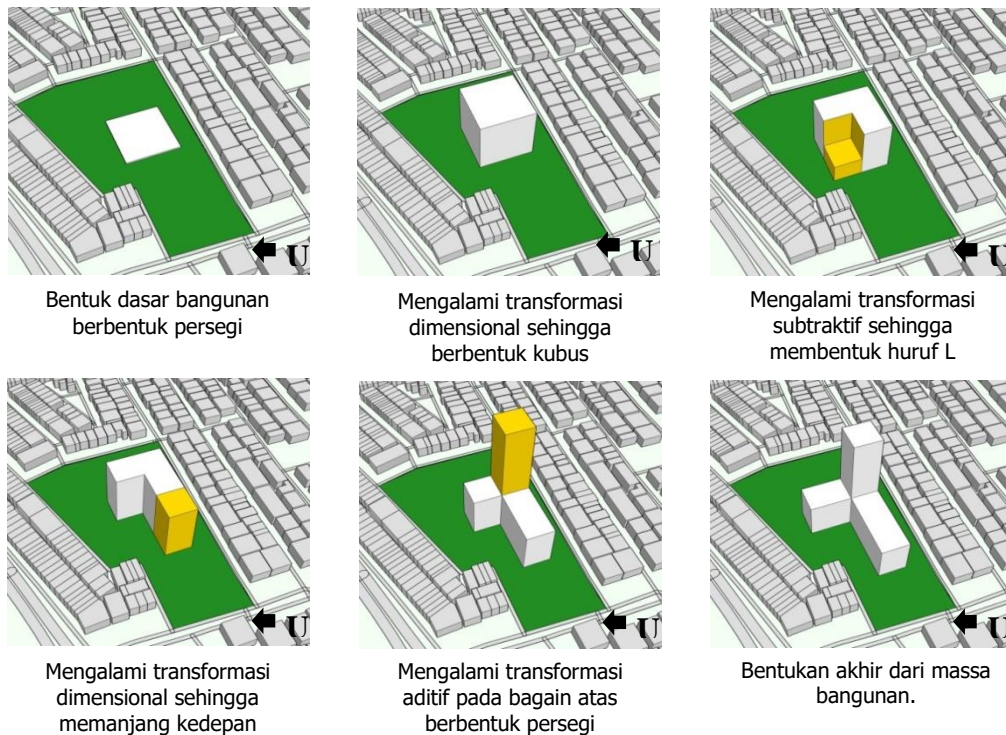 U
U
U
Bentuk dasar bangunan
berbentuk persegi
Mengalami transformasi
dimensional sehingga
berbentuk kubus
Mengalami transformasi
subtraktif sehingga
membentuk huruf L
U
U
U
Mengalami transformasi
dimensional sehingga
memanjang kedepan
Mengalami transformasi
aditif pada bagain atas
berbentuk persegi
Bentukan akhir dari massa
bangunan.